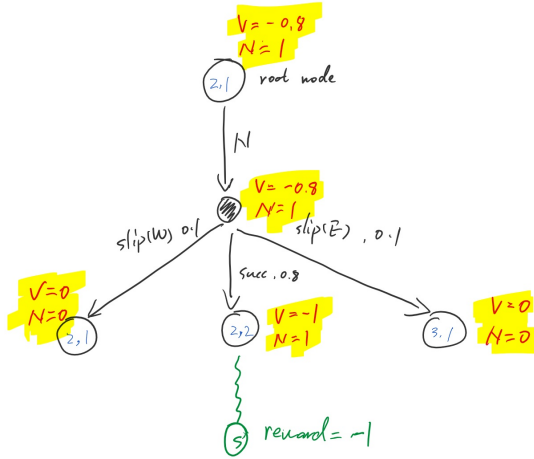 V=-0,8
N=1
2,1 root node
N
V=-0.8
N=1
slip(W) 0.1
slip(E), 0.1
succ, 0.8
V=0
N=0
2,1
2,2
V=-1
N=1
3.1
V=0
N=0
s' reward=-1